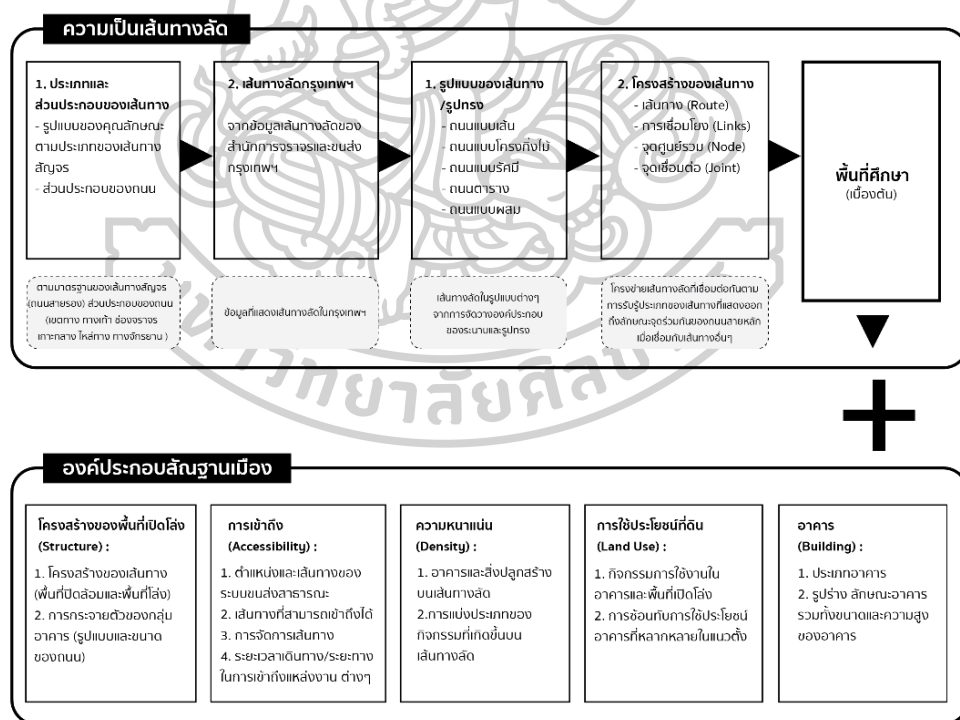 ความเป็นเส้นทางลัด
1. ประเภทและ
ส่วนประกอบของเส้นทาง
- รูปแบบของคุณลักษณะ
ตามประเภทของเส้นทาง
สัญจร
- ส่วนประกอบของถนน
2. เส้นทางลัดกรุงเทพฯ
จากข้อมูลเส้นทางลัดของ
สำนักการจราจรและขนส่ง
กรุงเทพฯ
1. รูปแบบของเส้นทาง
/รูปทรง
- ถนนแบบเส้น
- ถนนแบบโครงกิ่งไม้
- ถนนแบบรัศมี
- ถนนตาราง
- ถนนแบบผสม
2. โครงสร้างของเส้นทาง
- เส้นทาง (Route)
- การเชื่อมโยง (Links)
- จุดศูนย์รวม (Node)
- จุดเชื่อมต่อ (Joint)
พื้นที่ศึกษา
(เบื้องต้น)
ตามมาตรฐานของเส้นทางสัญจร
(ถนนสายรอง) ส่วนประกอบของถนน
(เขตทาง ทางเท้า ช่องจราจร
เกาะกลาง ไหล่ทาง ทางจักรยาน )
ข้อมูลที่แสดงเส้นทางลัดในกรุงเทพฯ
เส้นทางลัดในรูปแบบต่างๆ
จากการจัดวางองค์ประกอบ
ของระนาบและรูปทรง
โครงข่ายเส้นทางลัดที่เชื่อมต่อกันตาม
การรับรู้ประเภทของเส้นทางที่แสดงออก
ถึงลักษณะจุดร่วมกันของถนนสายหลัก
เมื่อเชื่อมกับเส้นทางอื่นๆ
+
องค์ประกอบสัณฐานเมือง
โครงสร้างของพื้นที่เปิดโล่ง
(Structure) :
1. โครงสร้างของเส้นทาง
(พื้นที่ปิดล้อมและพื้นที่โล่ง)
2. การกระจายตัวของกลุ่ม
อาคาร (รูปแบบและขนาด
ของถนน)
การเข้าถึง
(Accessibility) :
1. ตำแหน่งและเส้นทางของ
ระบบขนส่งสาธารณะ
2. เส้นทางที่สามารถเข้าถึงได้
3. การจัดการเส้นทาง
4. ระยะเวลาเดินทาง/ระยะทาง
ในการเข้าถึงแหล่งงาน ต่างๆ
ความหนาแน่น
(Density) :
1. อาคารและสิ่งปลูกสร้าง
บนเส้นทางลัด
2.การแบ่งประเภทของ
กิจกรรมที่เกิดขึ้นบน
เส้นทางลัด
การใช้ประโยชน์ที่ดิน
(Land Use) :
1. กิจกรรมการใช้งานใน
อาคารและพื้นที่เปิดโล่ง
2. การซ้อนทับการใช้ประโยชน์
อาคารที่หลากหลายในแนวตั้ง
อาคาร
(Building) :
1. ประเภทอาคาร
2. รูปร่าง ลักษณะอาคาร
รวมทั้งขนาดและความสูง
ของอาคาร